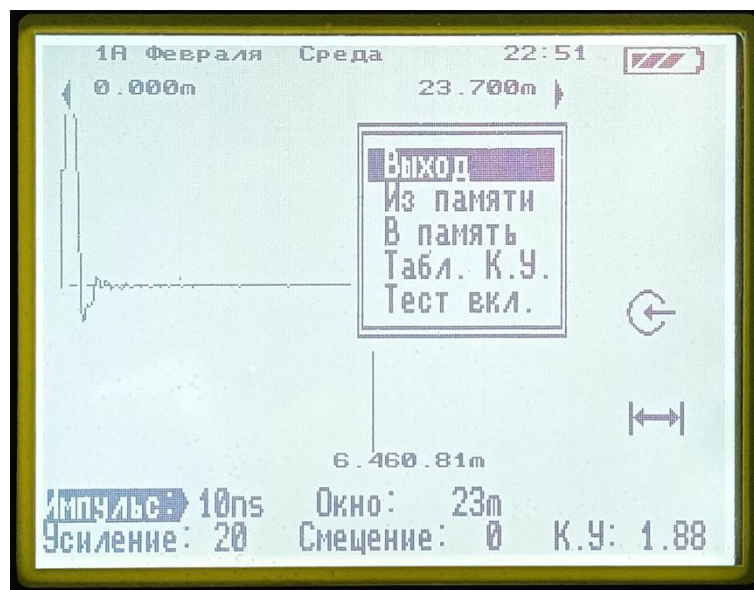 1А Февраля Среда 22:51
0.000m 23.700m
Выход
Из памяти
В память
Табл. К.У.
Тест вкл.
6.460.81m
Импульс: 10ns Окно: 23m
Усиление: 20 Смещение: 0 К.У: 1.88